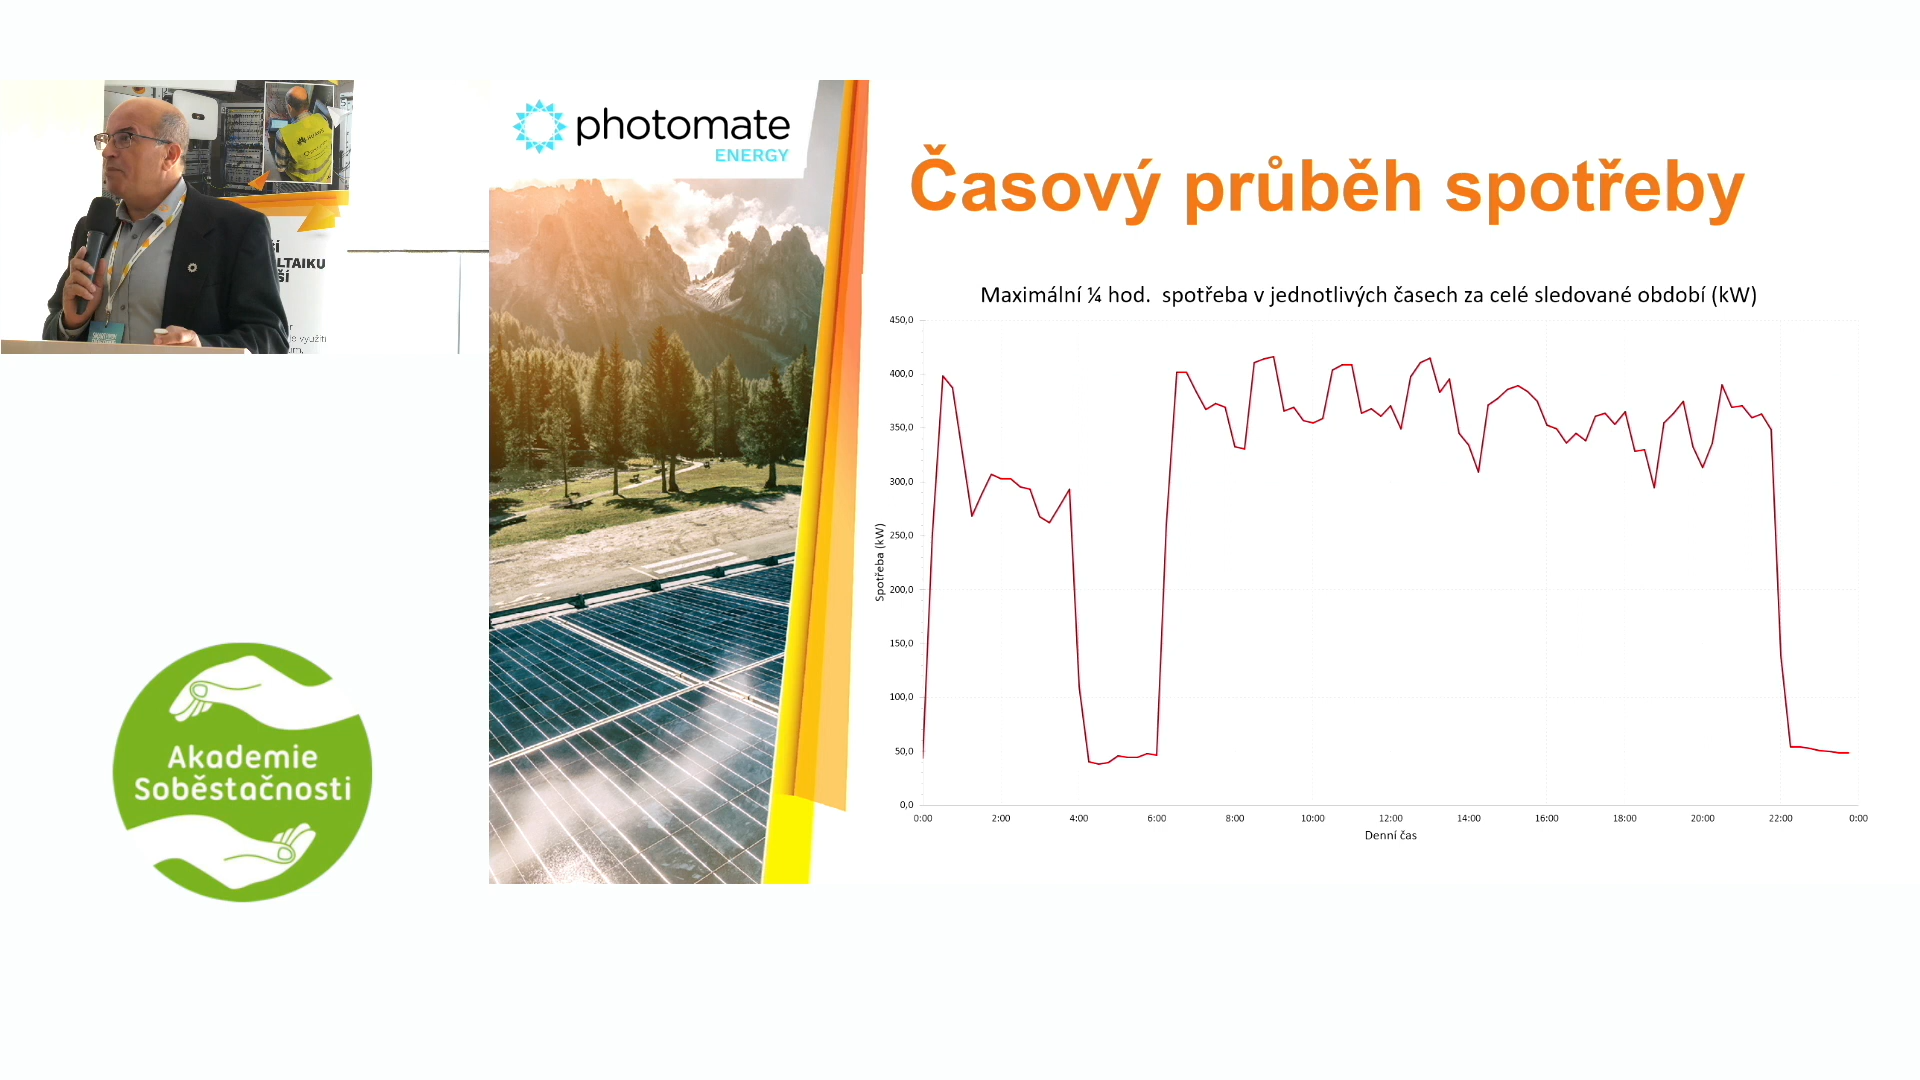 LTAIKU
photomate
ENERGY
Časový průběh spotřeby
Maximální ¼ hod. spotřeba v jednotlivých časech za celé sledované období (kW)
450,0
400,0
350,0
300,0
250,0
200,0
150,0
100,0
50,0
0,0
Spotřeba (kW)
0:00 2:00 4:00 6:00 8:00 10:00 12:00 14:00 16:00 18:00 20:00 22:00 0:00
Denní čas
Akademie
Soběstačnosti